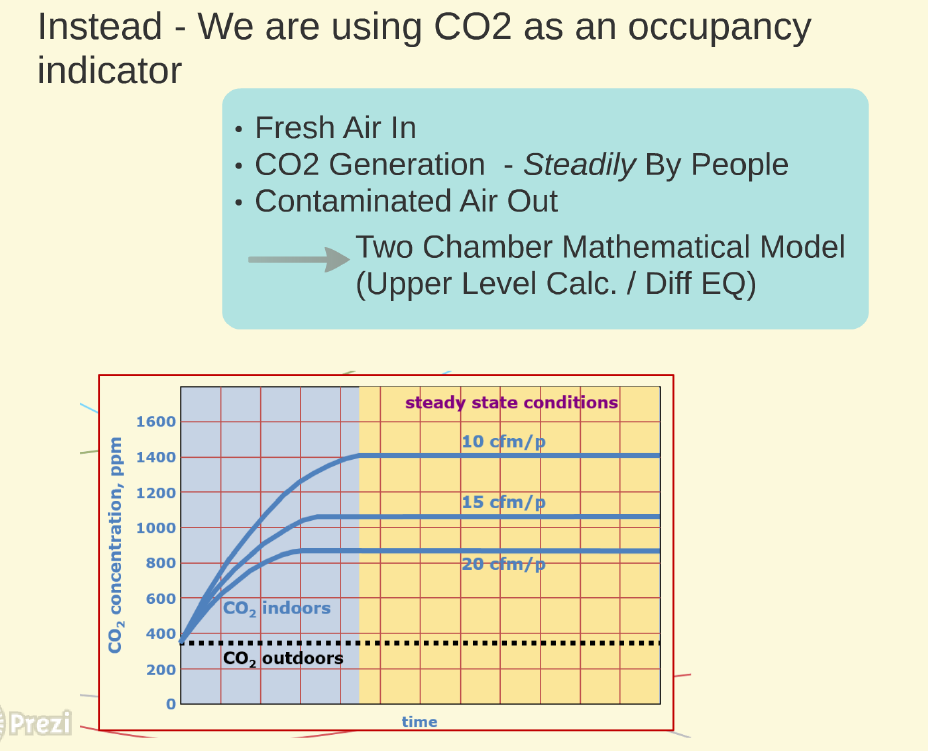 Instead - We are using CO2 as an occupancy
indicator
• Fresh Air In
• CO2 Generation - Steadily By People
• Contaminated Air Out
Two Chamber Mathematical Model
(Upper Level Calc. / Diff EQ)
steady state conditions
1600
10 cfm/p
1400
1200
15 cfm/p
1000
800
20 cfm/p
600
CO₂ indoors
400
CO₂ outdoors
200
0
CO₂ concentration, ppm
time
Prezi